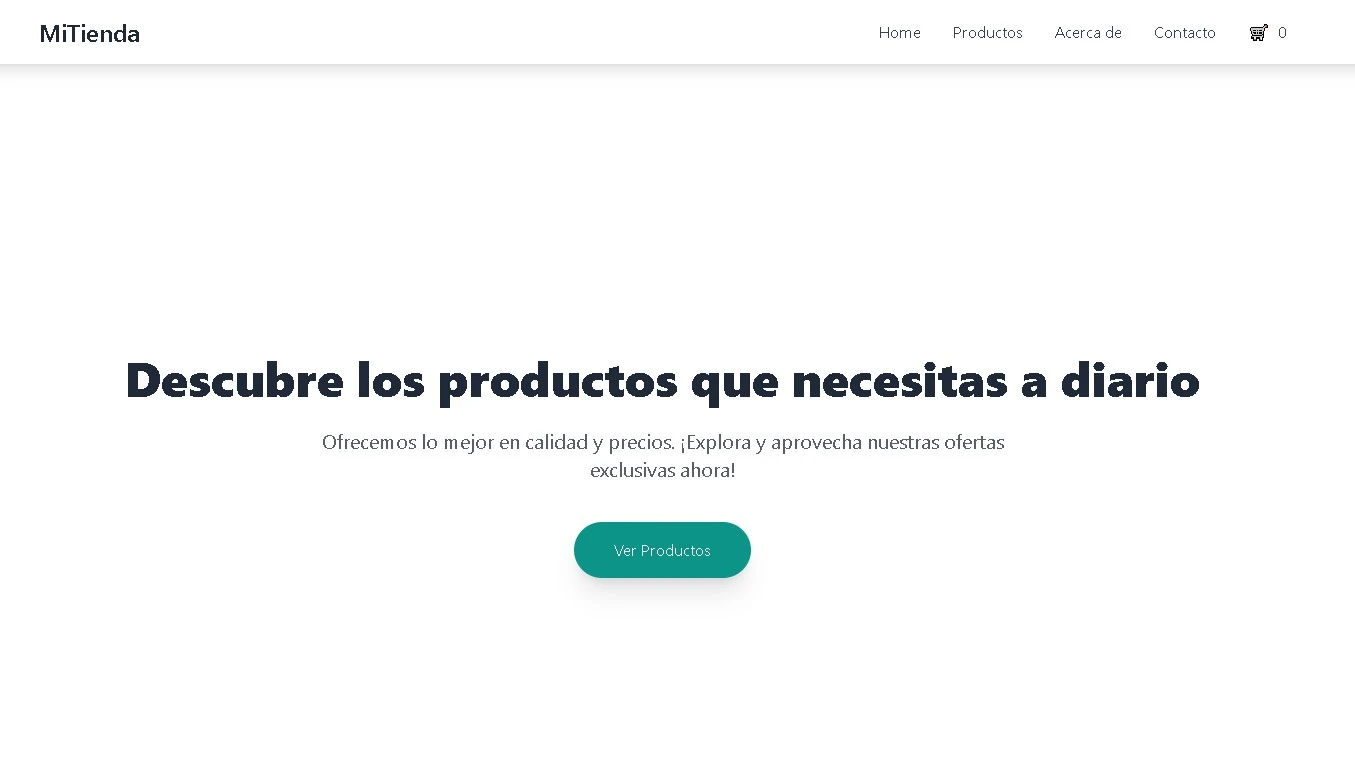 MiTienda
Home Productos Acerca de Contacto 0
Descubre los productos que necesitas a diario
Ofrecemos lo mejor en calidad y precios. ¡Explora y aprovecha nuestras ofertas
exclusivas ahora!
Ver Productos